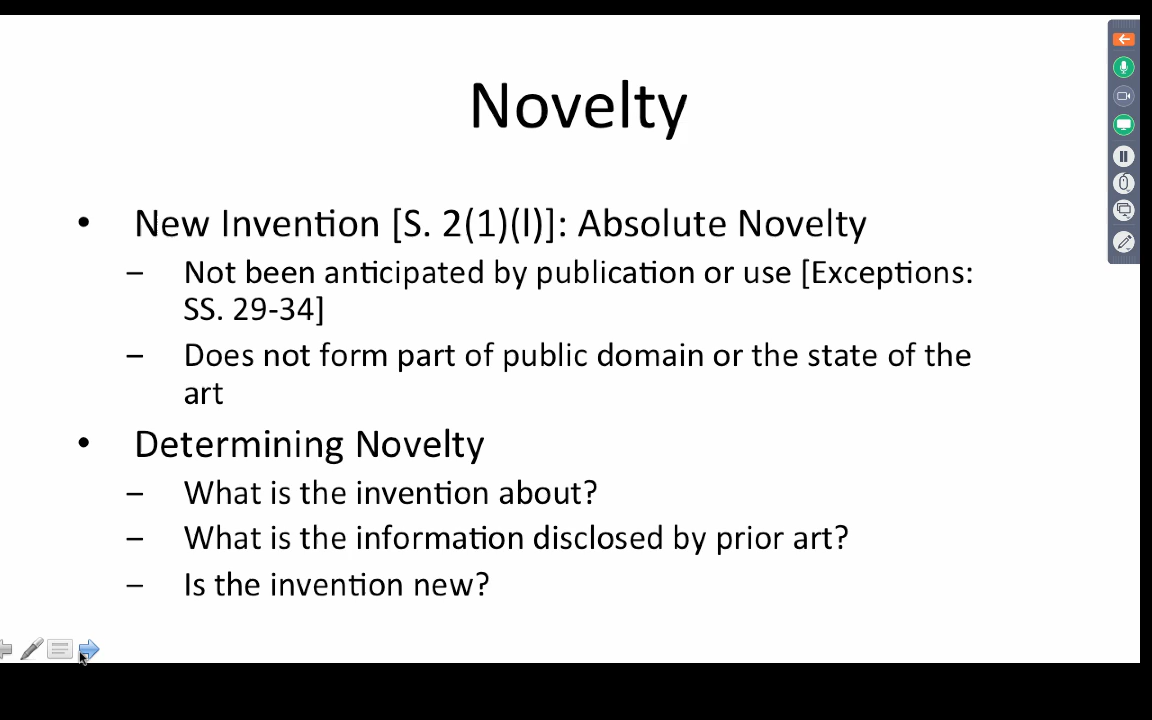 Novelty
• New Invention [S. 2(1)(l)]: Absolute Novelty
– Not been anticipated by publication or use [Exceptions:
SS. 29-34]
– Does not form part of public domain or the state of the
art
• Determining Novelty
– What is the invention about?
– What is the information disclosed by prior art?
– Is the invention new?